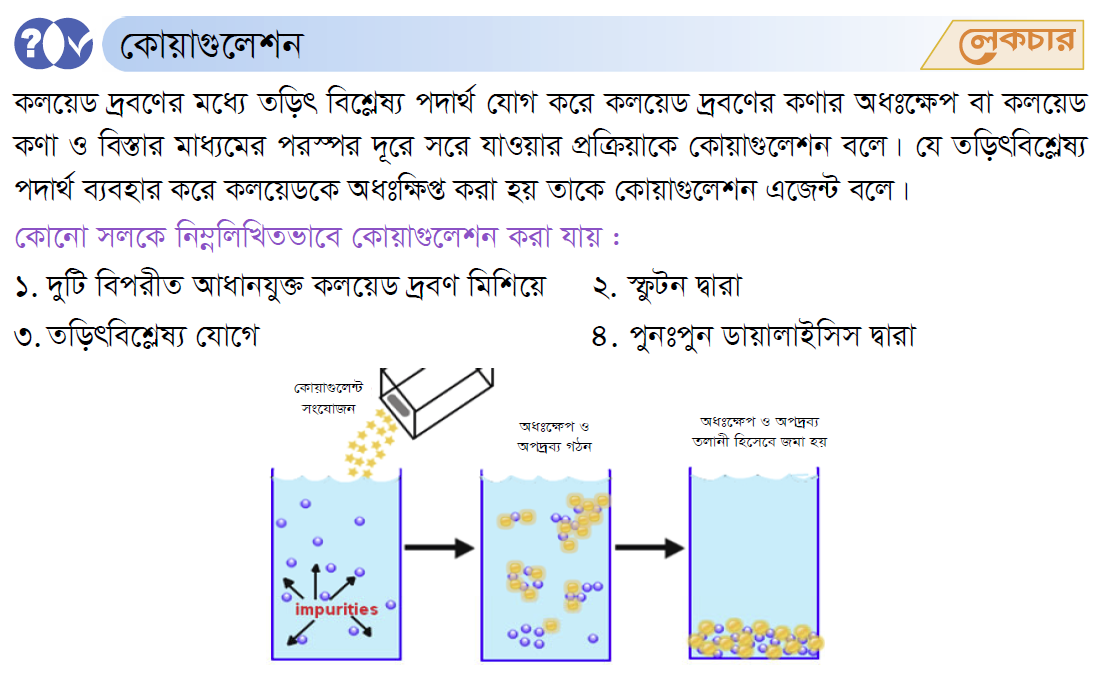 কোয়াগুলেশন
লেকচার
কলয়েড দ্রবণের মধ্যে তড়িৎ বিশ্লেষ্য পদার্থ যোগ করে কলয়েড দ্রবণের কণার অধঃক্ষেপ বা কলয়েড
কণা ও বিস্তার মাধ্যমের পরস্পর দূরে সরে যাওয়ার প্রক্রিয়াকে কোয়াগুলেশন বলে। যে তড়িৎবিশ্লেষ্য
পদার্থ ব্যবহার করে কলয়েডকে অধঃক্ষিপ্ত করা হয় তাকে কোয়াগুলেশন এজেন্ট বলে।
কোনো সলকে নিম্নলিখিতভাবে কোয়াগুলেশন করা যায় :
১. দুটি বিপরীত আধানযুক্ত কলয়েড দ্রবণ মিশিয়ে
২. স্ফুটন দ্বারা
৩. তড়িৎবিশ্লেষ্য যোগে
৪. পুনঃপুন ডায়ালাইসিস দ্বারা
কোয়াগুলেন্ট
সংযোজন
অধঃক্ষেপ ও
অপদ্রব্য গঠন
অধঃক্ষেপ ও অপদ্রব্য
তলানী হিসেবে জমা হয়
impurities